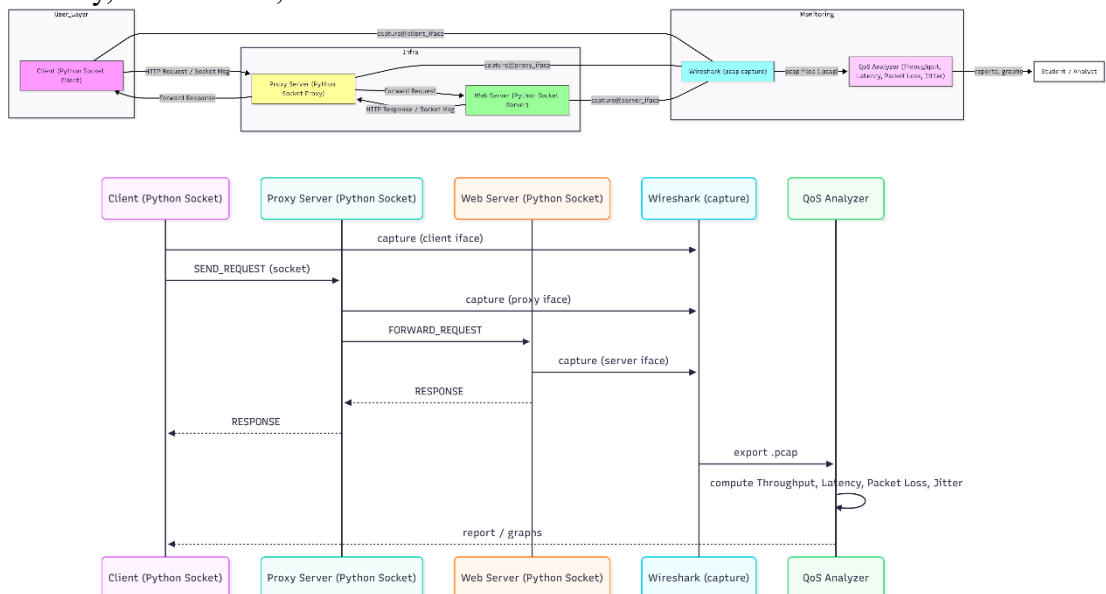 User_Layer
Monitoring
Infra
capture@client_iface
Client (Python Socket
Client)
HTTP Request / Socket Msg
Forward Response
Proxy Server (Python
Socket Proxy)
capture@proxy_iface
Forward Request
HTTP Response / Socket Msg
Web Server (Python Socket
Server)
capture@server_iface
Wireshark (pcap capture)
pcap files (.pcap)
QoS Analyzer (Throughput,
Latency, Packet Loss, Jitter)
reports, graphs
Student / Analyst
Client (Python Socket)
Proxy Server (Python Socket)
Web Server (Python Socket)
Wireshark (capture)
QoS Analyzer
capture (client iface)
SEND_REQUEST (socket)
capture (proxy iface)
FORWARD_REQUEST
capture (server iface)
RESPONSE
RESPONSE
export .pcap
compute Throughput, Latency, Packet Loss, Jitter
report / graphs
Client (Python Socket)
Proxy Server (Python Socket)
Web Server (Python Socket)
Wireshark (capture)
QoS Analyzer